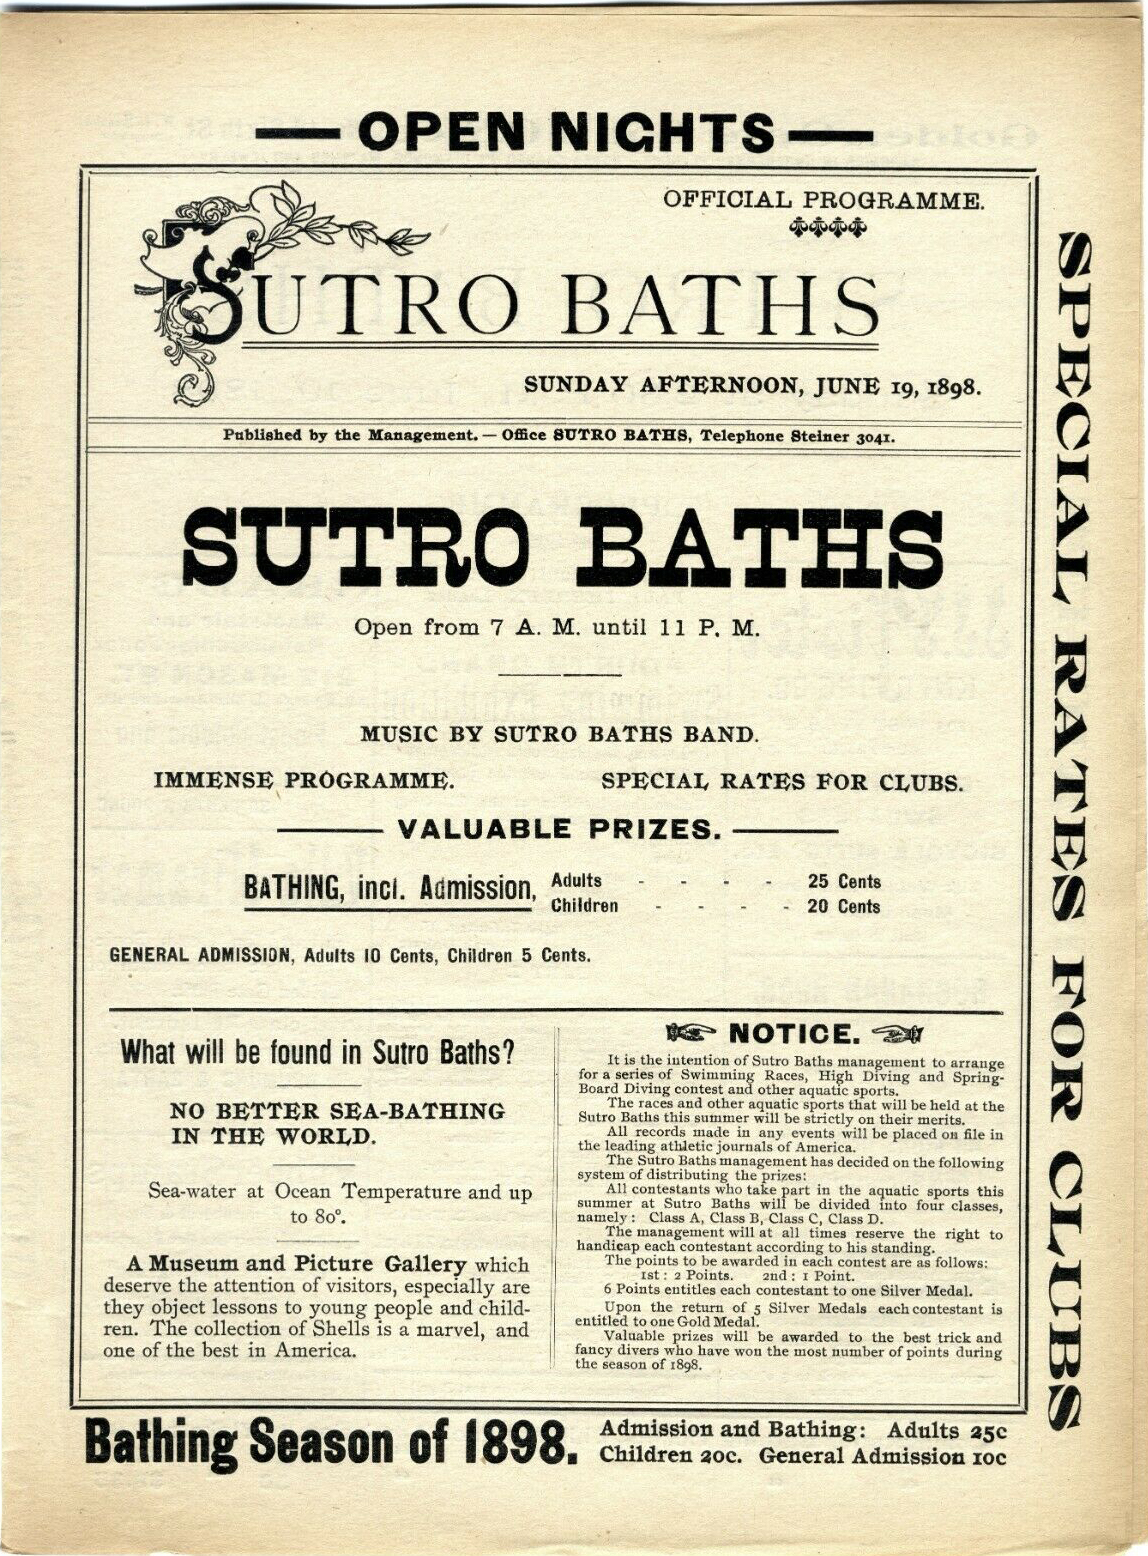 OPEN NIGHTS
OFFICIAL PROGRAMME.
SUTRO BATHS
SUNDAY AFTERNOON, JUNE 19, 1898.
Published by the Management. — Office SUTRO BATHS, Telephone Steiner 3041.
SUTRO BATHS
Open from 7 A. M. until 11 P. M.
MUSIC BY SUTRO BATHS BAND.
IMMENSE PROGRAMME. SPECIAL RATES FOR CLUBS.
VALUABLE PRIZES.
BATHING, incl. Admission, Adults - - - - 25 Cents
Children - - - - 20 Cents
GENERAL ADMISSION, Adults 10 Cents, Children 5 Cents.
What will be found in Sutro Baths?
NO BETTER SEA-BATHING
IN THE WORLD.
Sea-water at Ocean Temperature and up
to 80°.
A Museum and Picture Gallery which
deserve the attention of visitors, especially are
they object lessons to young people and child-
ren. The collection of Shells is a marvel, and
one of the best in America.
NOTICE.
It is the intention of Sutro Baths management to arrange
for a series of Swimming Races, High Diving and Spring-
Board Diving contest and other aquatic sports.
The races and other aquatic sports that will be held at the
Sutro Baths this summer will be strictly on their merits.
All records made in any events will be placed on file in
the leading athletic journals of America.
The Sutro Baths management has decided on the following
system of distributing the prizes:
All contestants who take part in the aquatic sports this
summer at Sutro Baths will be divided into four classes,
namely: Class A, Class B, Class C, Class D.
The management will at all times reserve the right to
handicap each contestant according to his standing.
The points to be awarded in each contest are as follows:
1st: 2 Points. 2nd: 1 Point.
6 Points entitles each contestant to one Silver Medal.
Upon the return of 5 Silver Medals each contestant is
entitled to one Gold Medal.
Valuable prizes will be awarded to the best trick and
fancy divers who have won the most number of points during
the season of 1898.
Bathing Season of 1898.
Admission and Bathing: Adults 25c
Children 20c. General Admission 10c
SPECIAL RATES FOR CLUBS